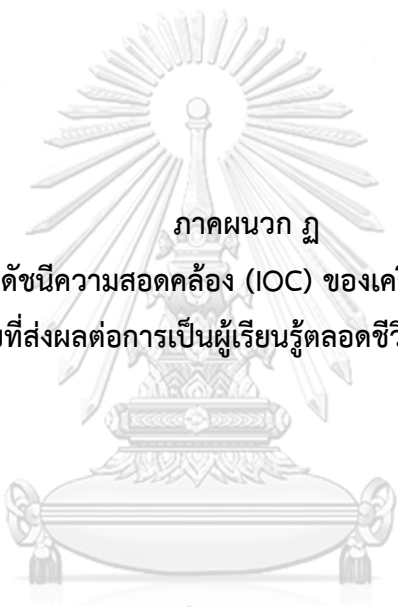 ภาคผนวก ฏ
ดัชนีความสอดคล้อง (IOC) ของ
ที่ส่งผลต่อการเป็นผู้เรียนรู้ตลอดชีวิ